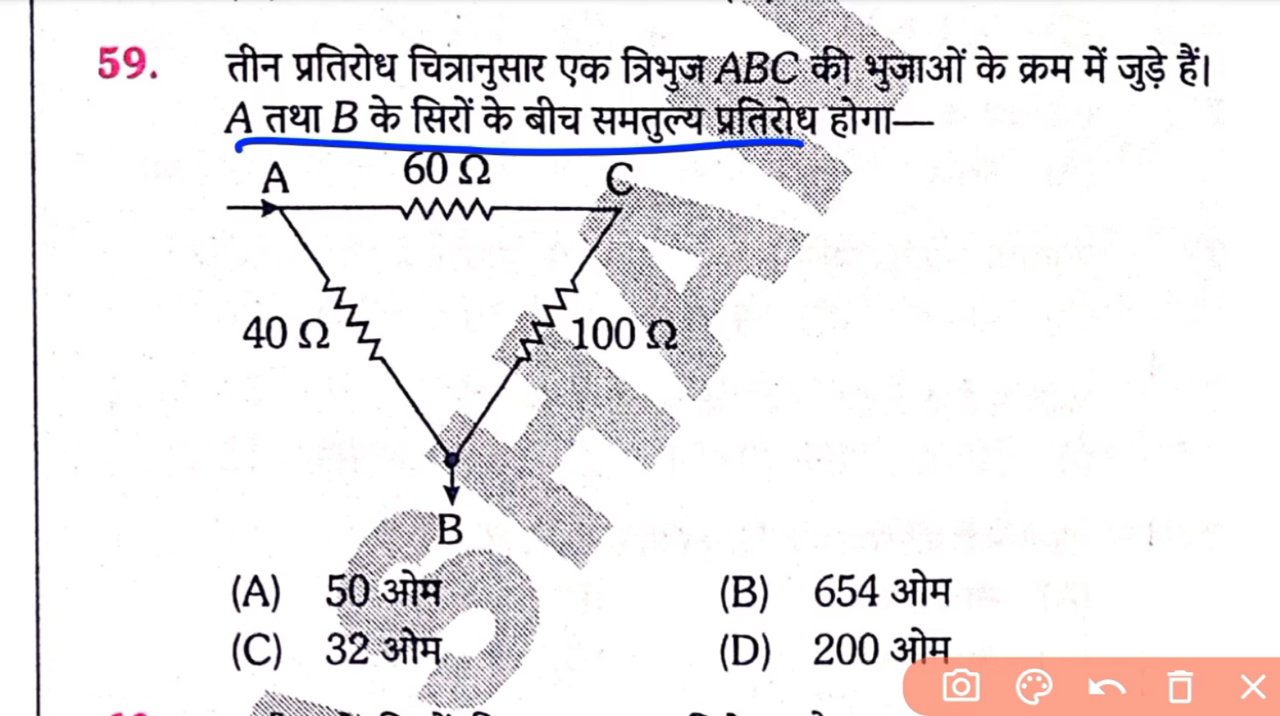 59. तीन प्रतिरोध चित्रानुसार एक त्रिभुज ABC की भुजाओं के क्रम में जुड़े हैं।
A तथा B के सिरों के बीच समतुल्य प्रतिरोध होगा—
A 60 Ω C
40 Ω 100 Ω
B
(A) 50 ओम (B) 654 ओम
(C) 32 ओम (D) 200 ओम